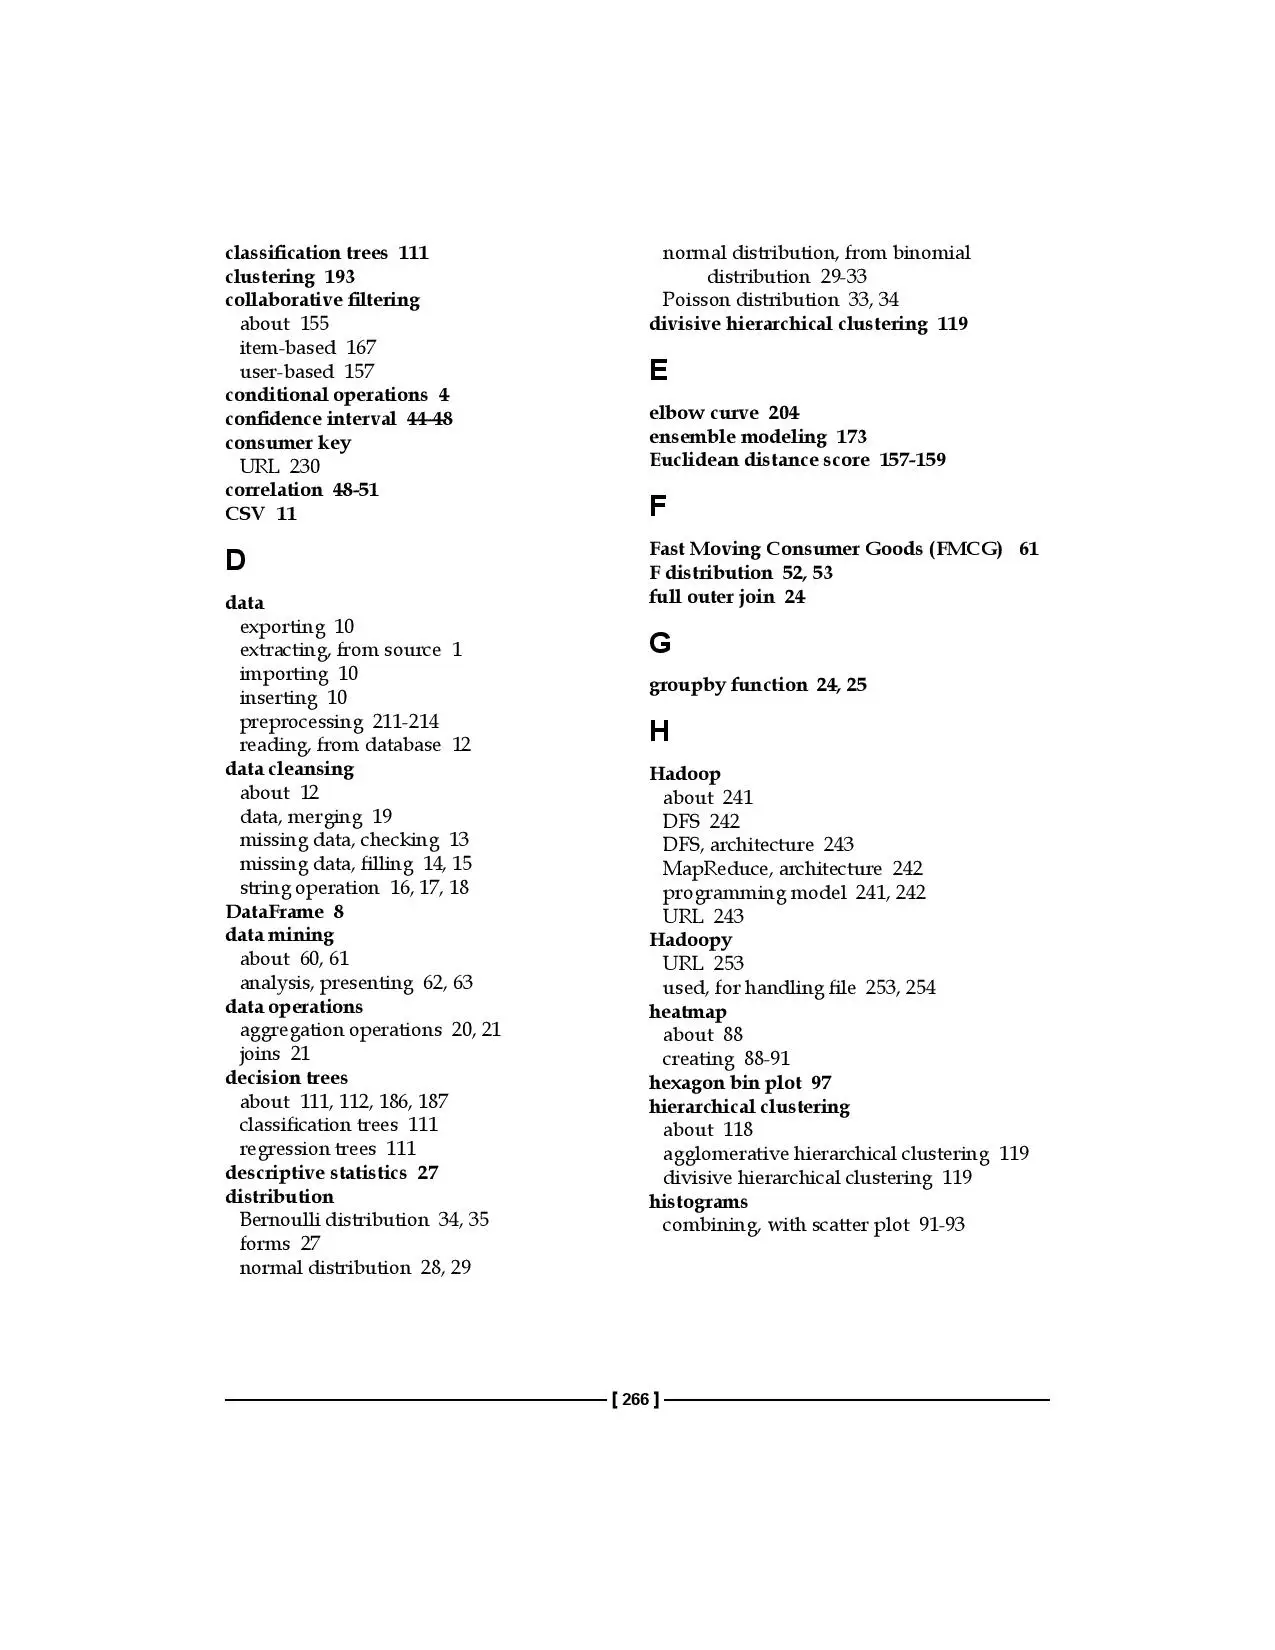 classification trees 111
clustering 193
collaborative filtering
about 155
item-based 167
user-based 157
conditional operations 4
confidence interval 44-48
consumer key
URL 230
correlation 48-51
CSV 11
D
data
exporting 10
extracting, from source 1
importing 10
inserting 10
preprocessing 211-214
reading, from database 12
data cleansing
about 12
data, merging 19
missing data, checking 13
missing data, filling 14, 15
string operation 16, 17, 18
DataFrame 8
data mining
about 60, 61
analysis, presenting 62, 63
data operations
aggregation operations 20, 21
joins 21
decision trees
about 111, 112, 186, 187
classification trees 111
regression trees 111
descriptive statistics 27
distribution
Bernoulli distribution 34, 35
forms 27
normal distribution 28, 29
normal distribution, from binomial
distribution 29-33
Poisson distribution 33, 34
divisive hierarchical clustering 119
E
elbow curve 204
ensemble modeling 173
Euclidean distance score 157-159
F
Fast Moving Consumer Goods (FMCG) 61
F distribution 52, 53
full outer join 24
G
groupby function 24, 25
H
Hadoop
about 241
DFS 242
DFS, architecture 243
MapReduce, architecture 242
programming model 241, 242
URL 243
Hadoopy
URL 253
used, for handling file 253, 254
heatmap
about 88
creating 88-91
hexagon bin plot 97
hierarchical clustering
about 118
agglomerative hierarchical clustering 119
divisive hierarchical clustering 119
histograms
combining, with scatter plot 91-93
[ 266 ]